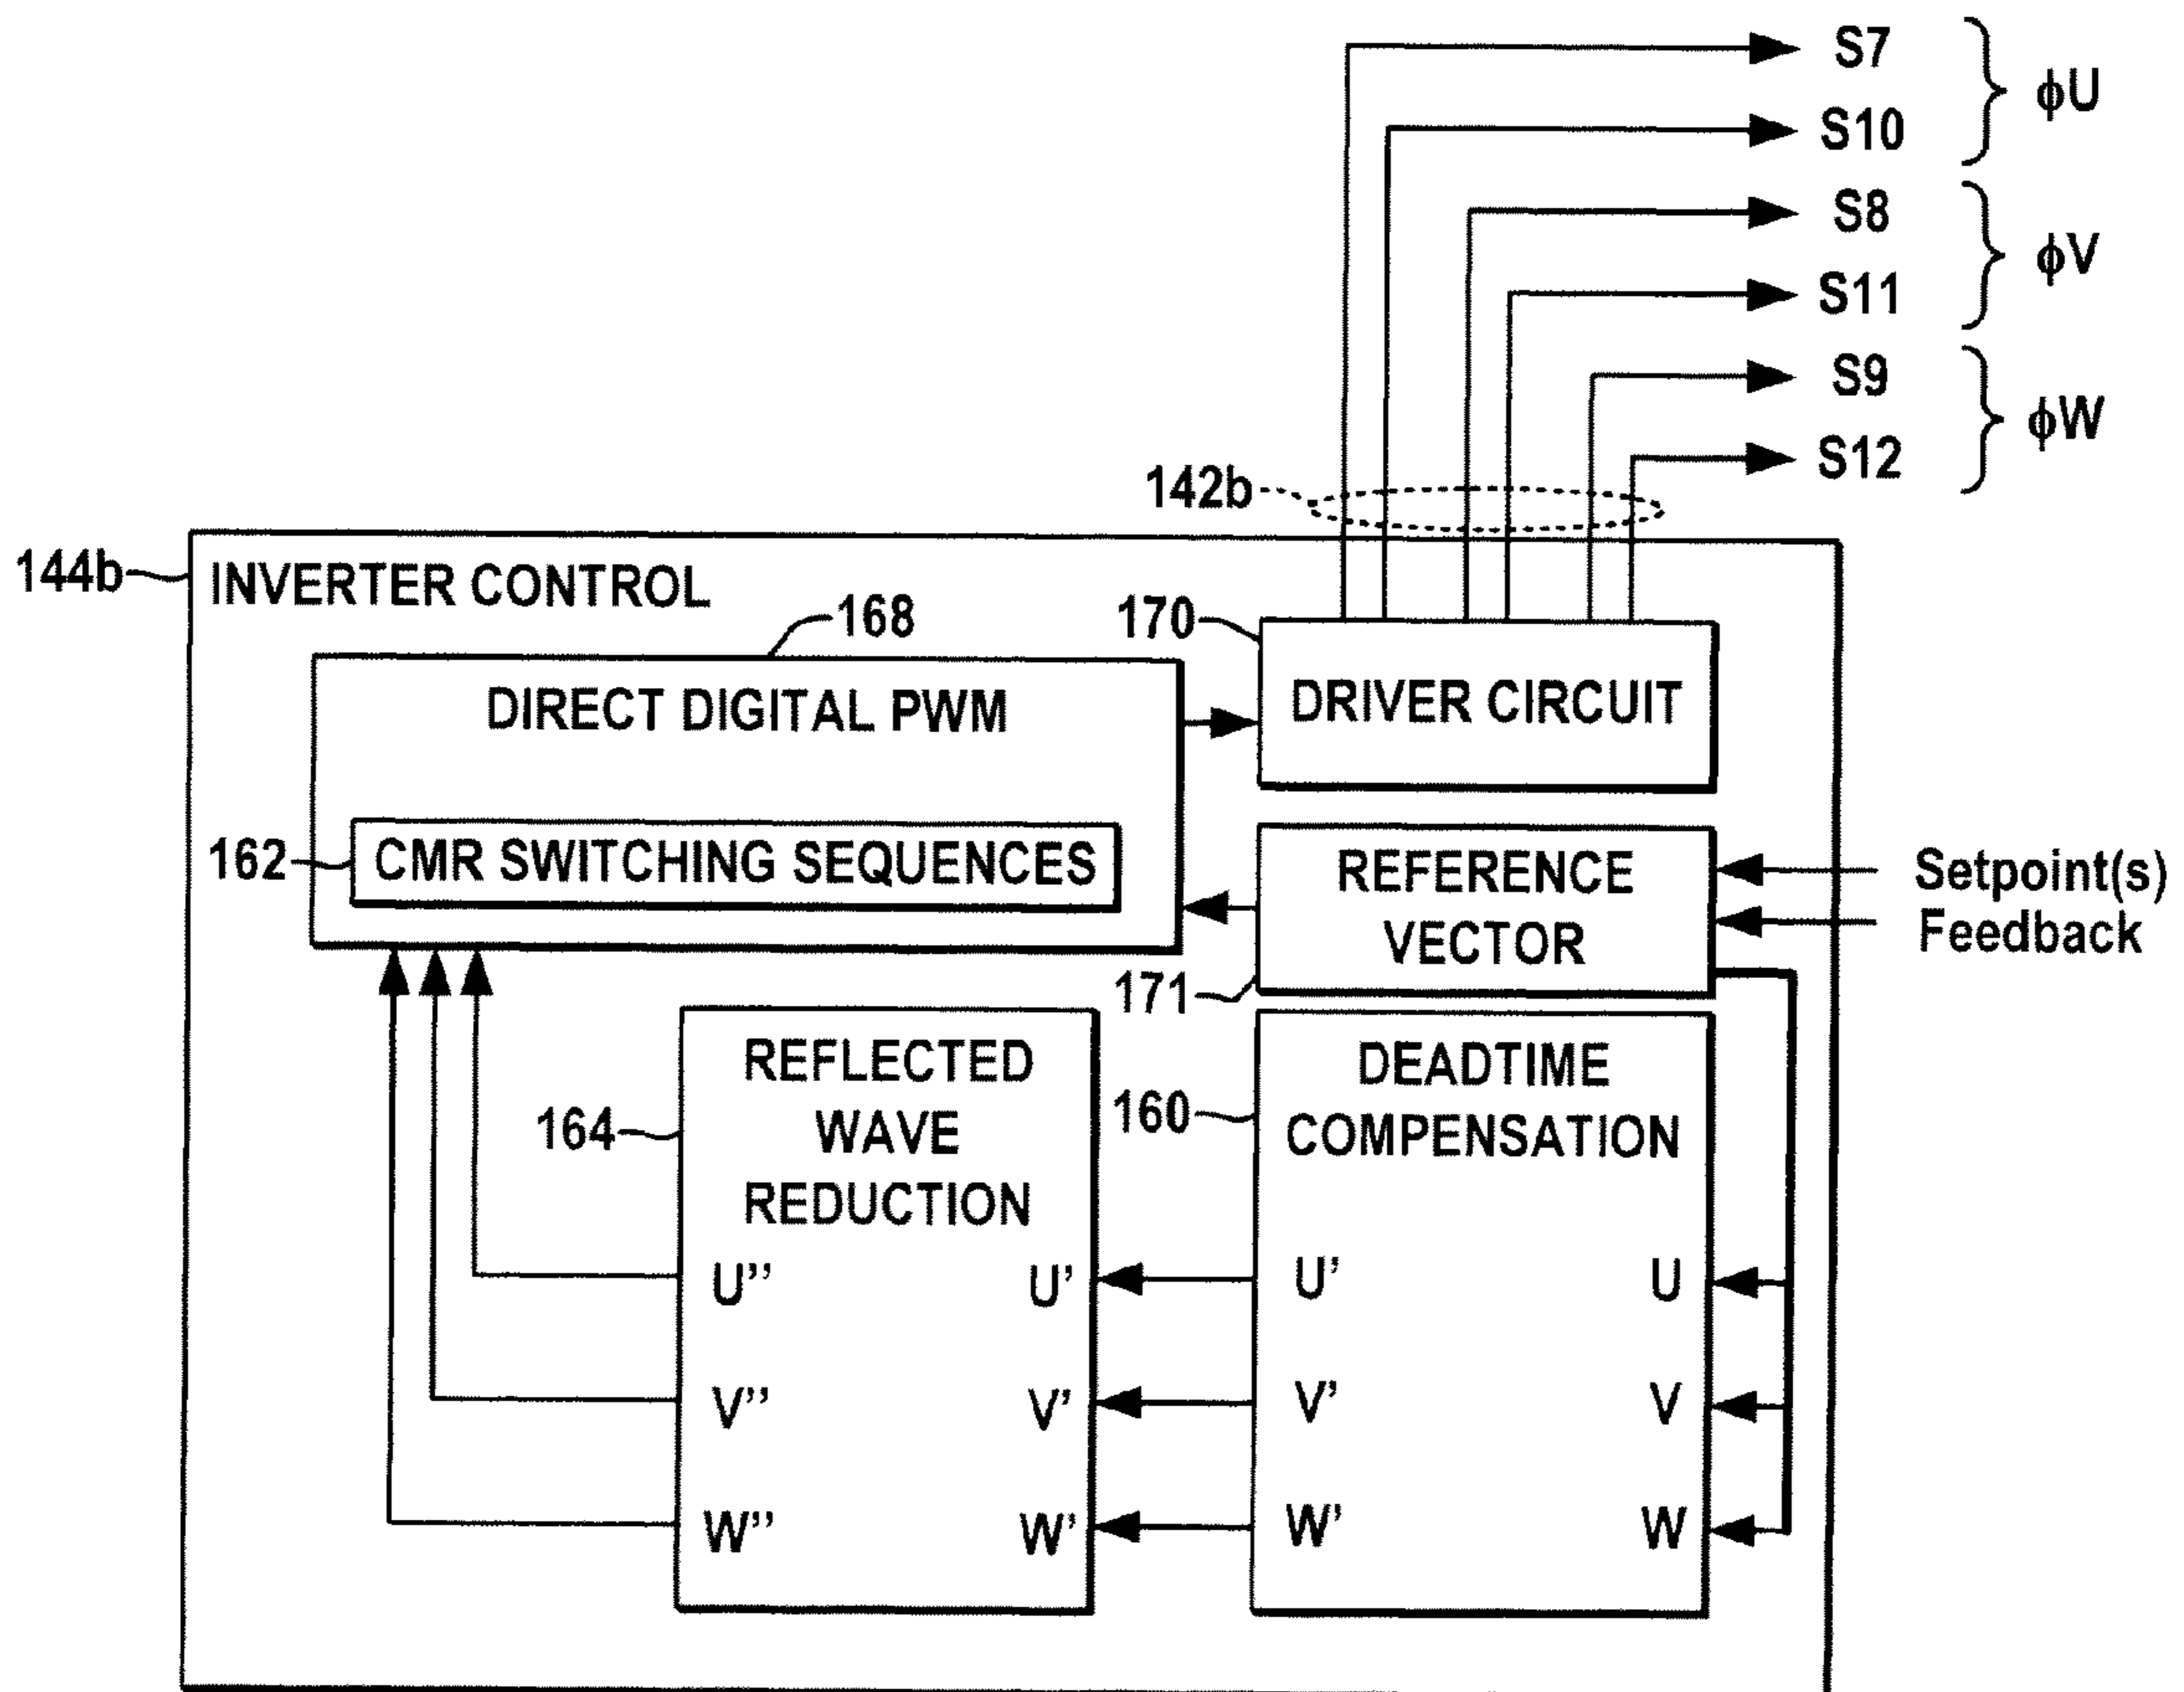 S7
S10
ϕU
S8
S11
ϕV
S9
S12
ϕW
142b
144b
INVERTER CONTROL
168
170
DIRECT DIGITAL PWM
DRIVER CIRCUIT
162
CMR SWITCHING SEQUENCES
REFERENCE
VECTOR
171
Setpoint(s)
Feedback
REFLECTED
WAVE
REDUCTION
164
DEADTIME
COMPENSATION
160
U'' U' U' U
V'' V' V' V
W'' W' W' W